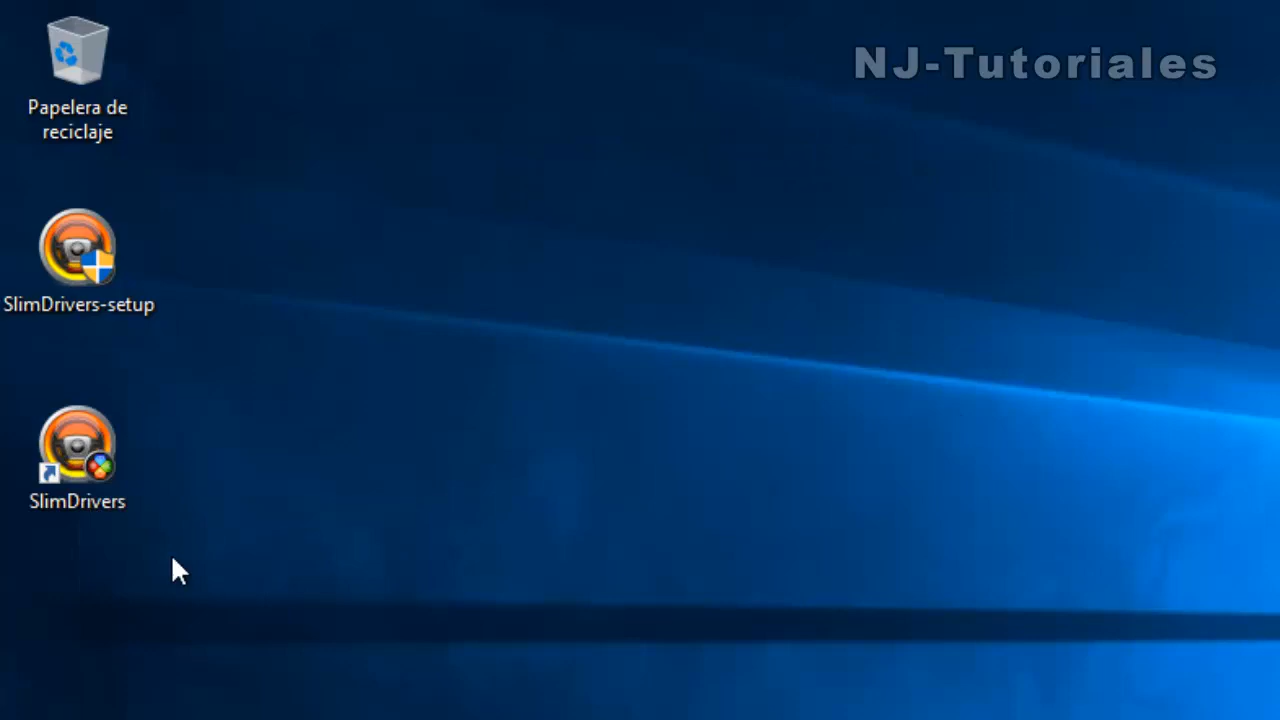 NJ-Tutoriales
Papelera de
reciclaje
SlimDrivers-setup
SlimDrivers